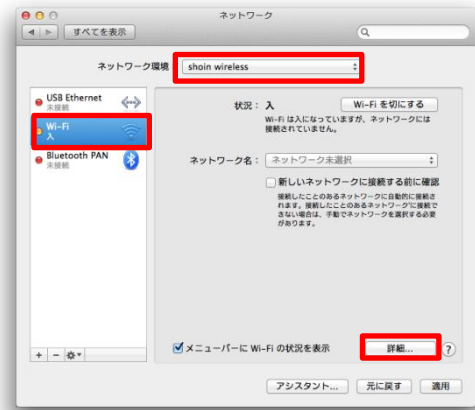 ネットワーク
すべてを表示
ネットワーク環境
shoin wireless
USB Ethernet
未接続
Wi-Fi
入
Bluetooth PAN
未接続
状況： 入
Wi-Fi を切にする
Wi-Fi は入になっていますが、ネットワークには
接続されていません。
ネットワーク名： ネットワーク未選択
新しいネットワークに接続する前に確認
接続したことのあるネットワークに自動的に接続さ
れます。接続したことのあるネットワークに接続で
きない場合は、手動でネットワークを選択する必要
があります。
メニューバーに Wi-Fi の状況を表示
詳細...
?
アシスタント...
元に戻す
適用